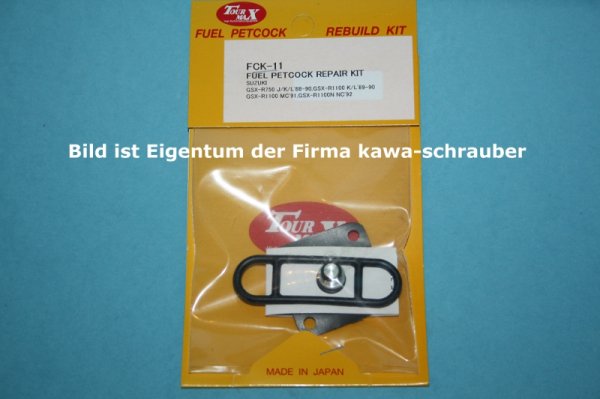 TOUR MAX
FUEL PETCOCK REBUILD KIT
FCK-11
FUEL PETCOCK REPAIR KIT
SUZUKI
GSX-R750 J/K/L'88-90,GSX-R1100 K/L'89-90
GSX-R1100 MC'91,GSX-R1100N NC'92
Bild ist Eigentum der Firma kawa-schrauber
TOUR
MADE IN JAPAN